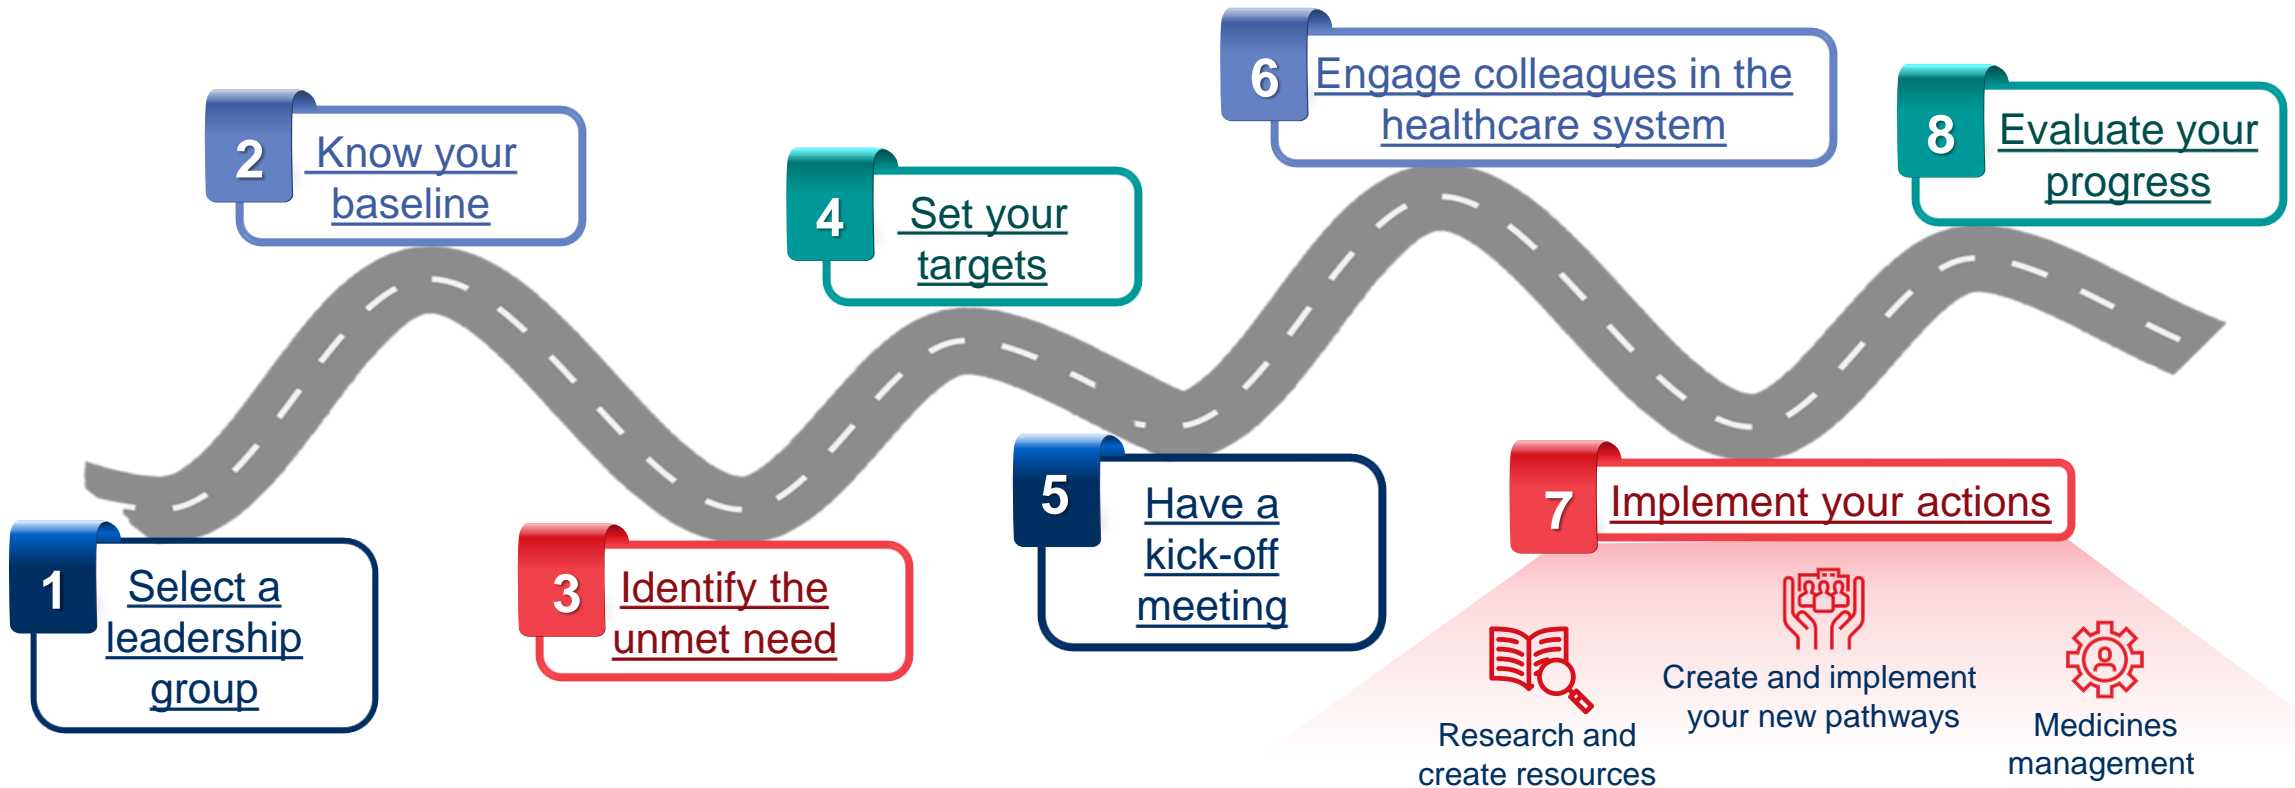 1
Select a
leadership
group
2
Know your
baseline
3
Identify the
unmet need
4
Set your
targets
5
Have a
kick-off
meeting
6
Engage colleagues in the
healthcare system
7
Implement your actions
Research and
create resources
Create and implement
your new pathways
Medicines
management
8
Evaluate your
progress